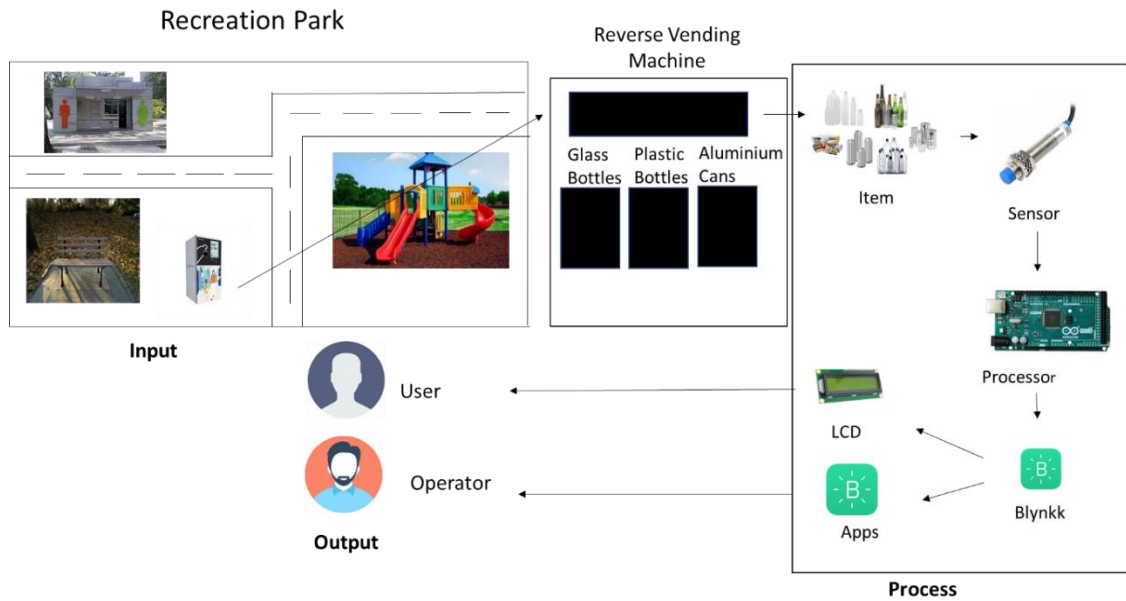 Recreation Park
Reverse Vending
Machine
Glass
Bottles
Plastic
Bottles
Aluminium
Cans
Item
Sensor
Input
User
Processor
LCD
Operator
B
B
Apps
Blynkk
Output
Process